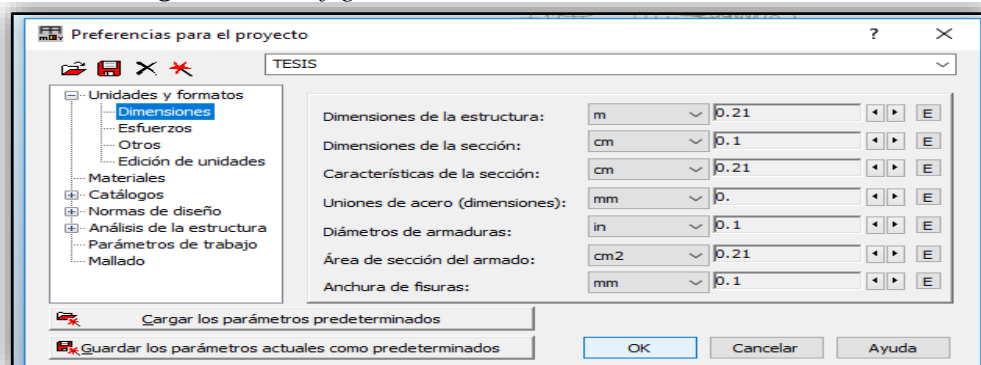 Preferencias para el proyecto ? ×
TESIS
Unidades y formatos
Dimensiones
Esfuerzos
Otros
Edición de unidades
Materiales
Catálogos
Normas de diseño
Análisis de la estructura
Parámetros de trabajo
Mallado
Dimensiones de la estructura: m 0.21 E
Dimensiones de la sección: cm 0.1 E
Características de la sección: cm 0.21 E
Uniones de acero (dimensiones): mm 0. E
Diámetros de armaduras: in 0.1 E
Área de sección del armado: cm2 0.21 E
Anchura de fisuras: mm 0.1 E
Cargar los parámetros predeterminados
Guardar los parámetros actuales como predeterminados
OK Cancelar Ayuda